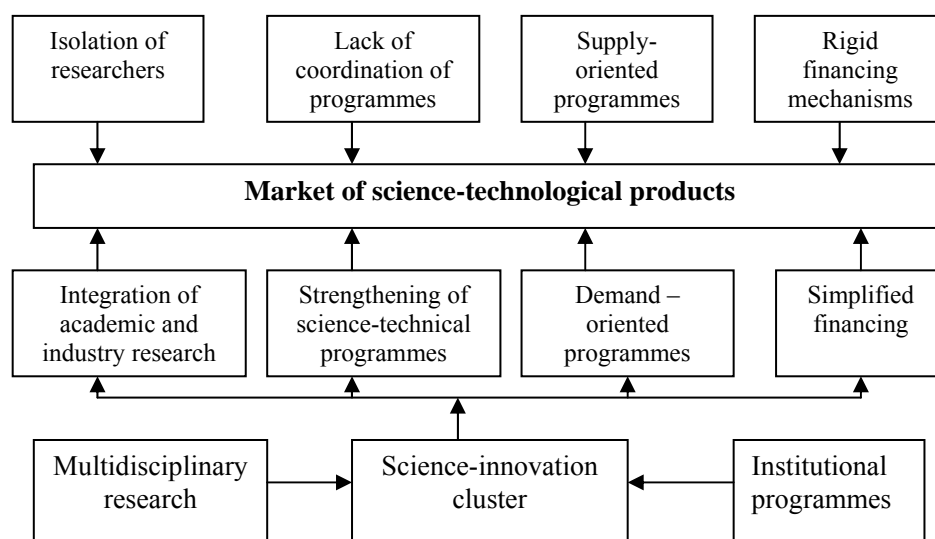 Isolation of
researchers
Lack of
coordination of
programmes
Supply-
oriented
programmes
Rigid
financing
mechanisms
Market of science-technological products
Integration of
academic and
industry research
Strengthening of
science-technical
programmes
Demand –
oriented
programmes
Simplified
financing
Multidisciplinary
research
Science-innovation
cluster
Institutional
programmes